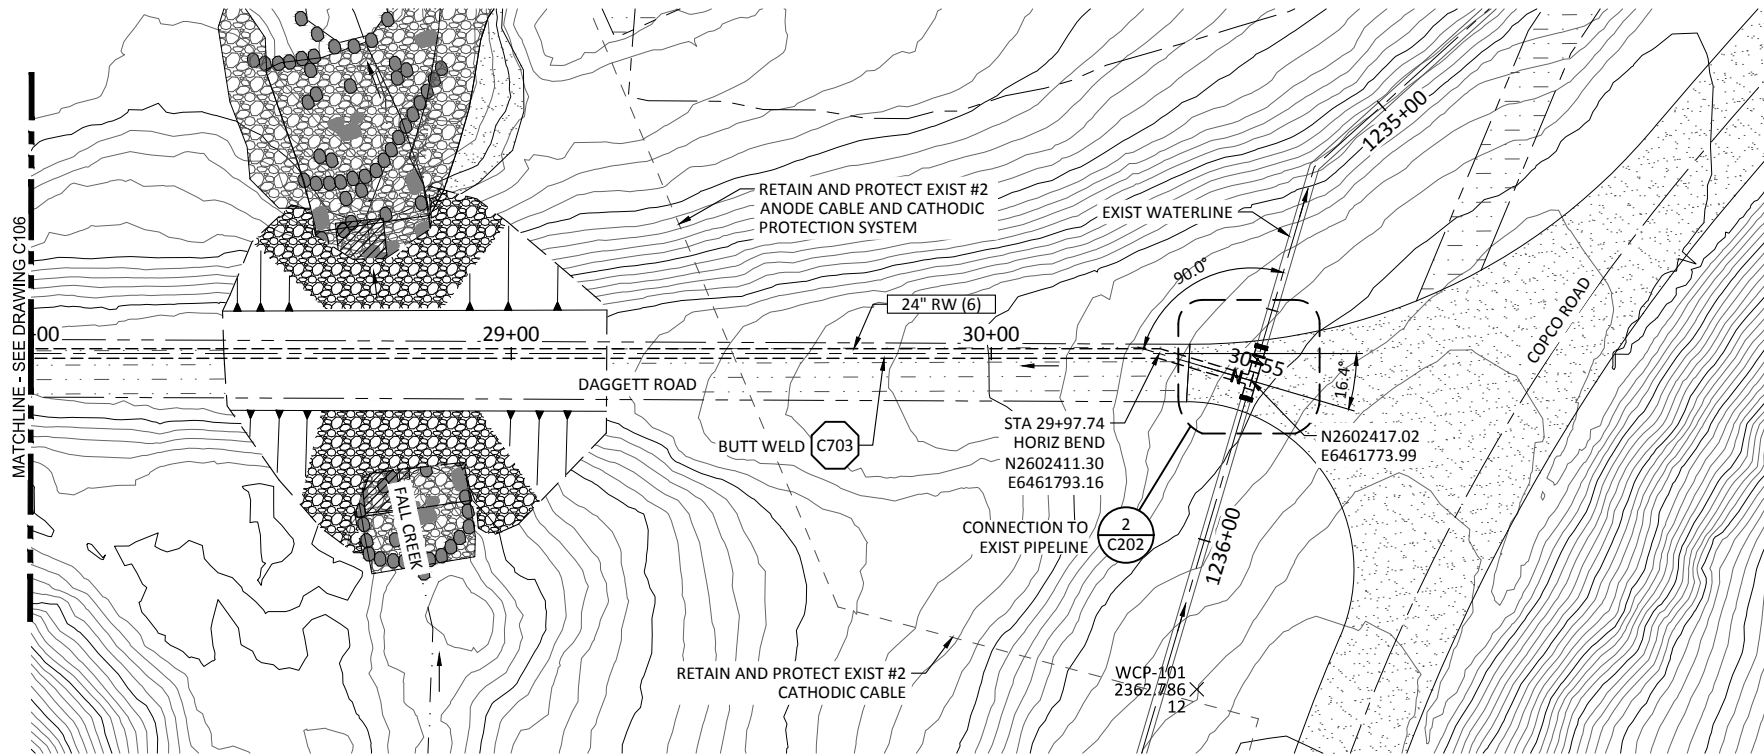 MATCHLINE - SEE DRAWING C106
1235+00
RETAIN AND PROTECT EXIST #2
ANODE CABLE AND CATHODIC
PROTECTION SYSTEM
EXIST WATERLINE
90.0°
24" RW (6)
00
29+00
30+00
COPCO ROAD
DAGGETT ROAD
16.4°
BUTT WELD
C703
STA 29+97.74
HORIZ BEND
N2602411.30
E6461793.16
N2602417.02
E6461773.99
FALL CREEK
CONNECTION TO
EXIST PIPELINE
2
C202
1236+00
RETAIN AND PROTECT EXIST #2
CATHODIC CABLE
WCP-101
2362.786
12